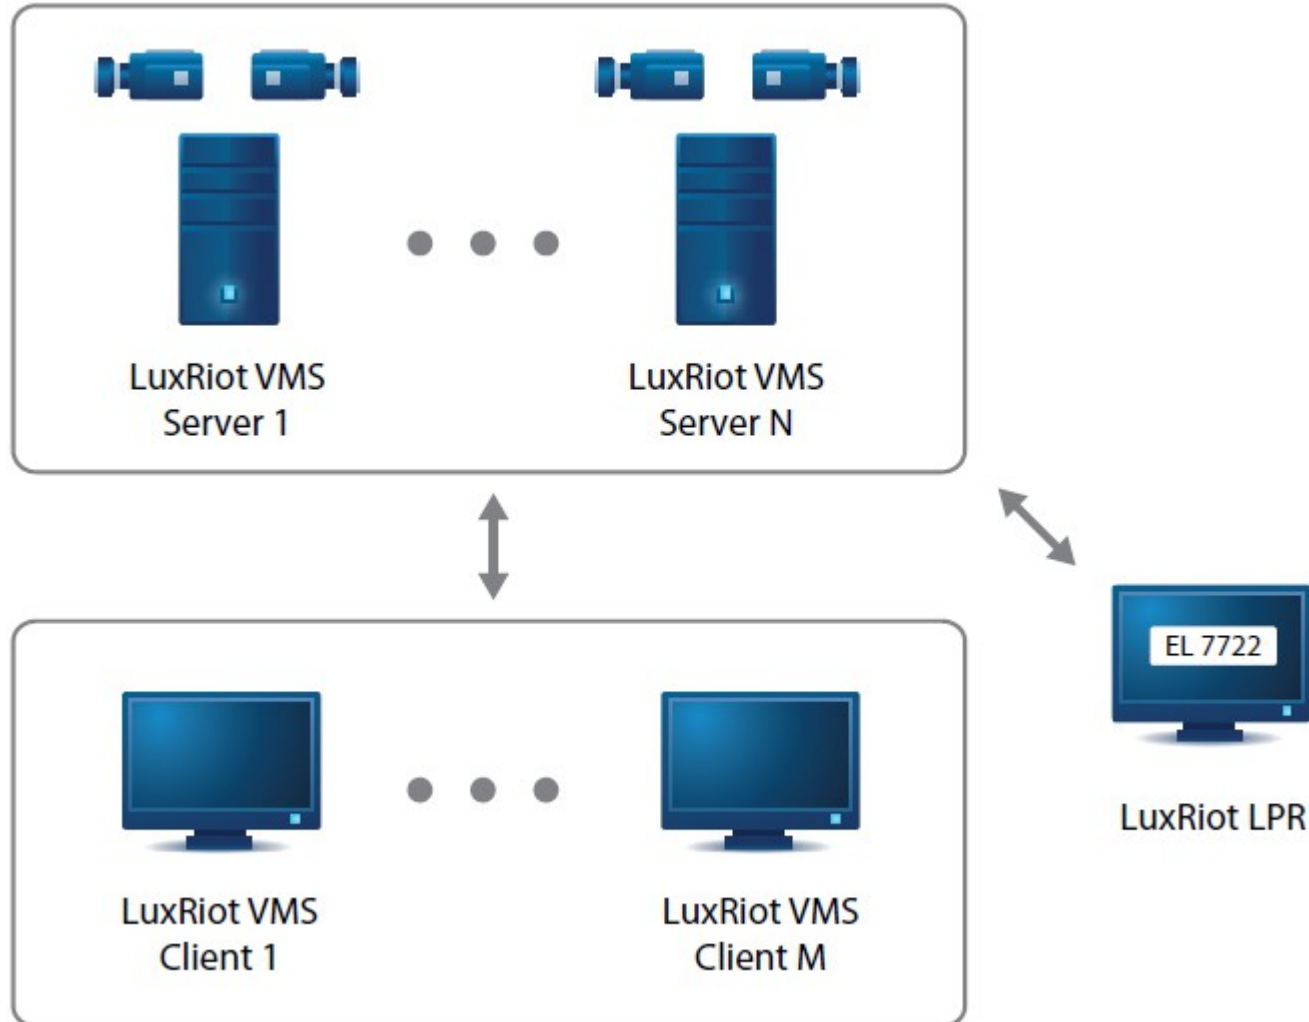 LuxRiot VMS
Server 1
LuxRiot VMS
Server N
EL 7722
LuxRiot LPR
LuxRiot VMS
Client 1
LuxRiot VMS
Client M